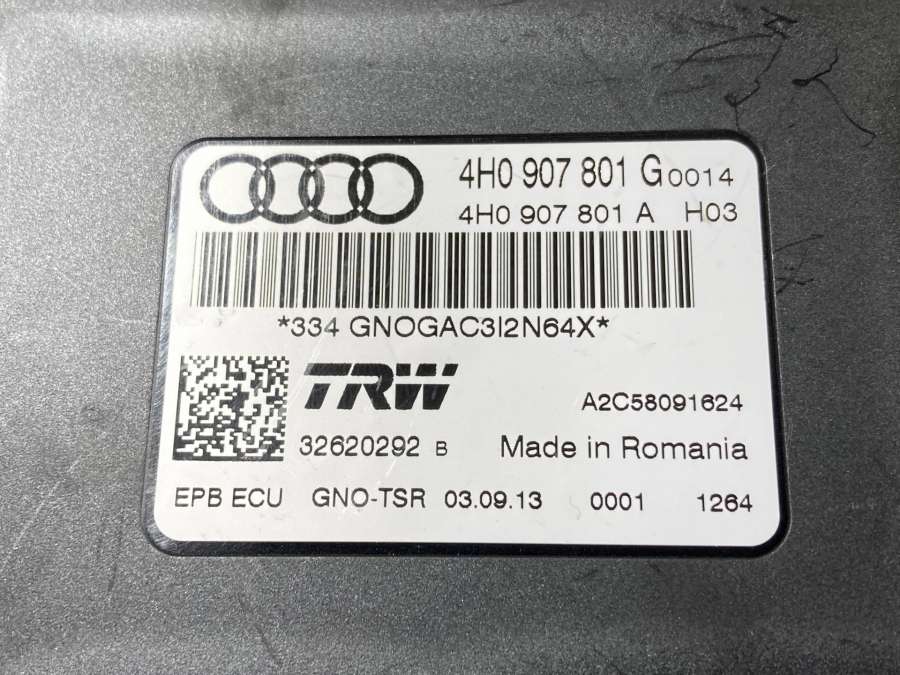 4H0 907 801 G 0014
4H0 907 801 A H03
*334 GNOGAC3I2N64X*
TRW
A2C58091624
32620292 B Made in Romania
EPB ECU GNO-TSR 03.09.13 0001 1264